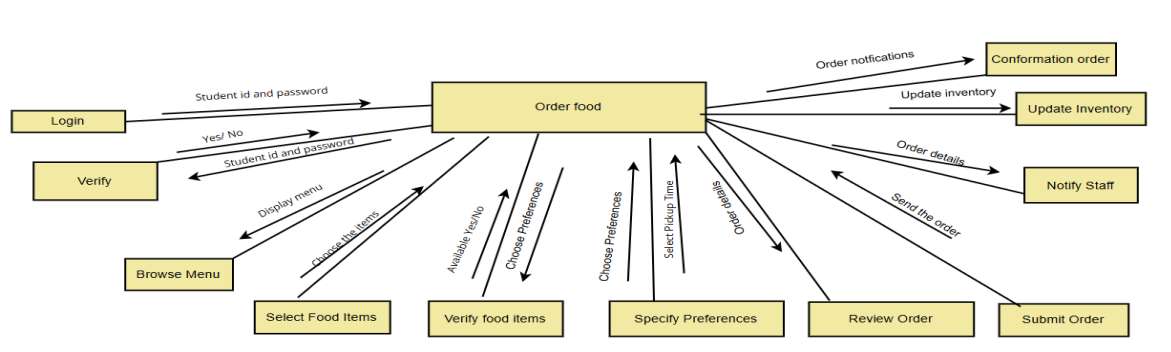 Order notfications
Conformation order
Student id and password
Order food
Update inventory
Update Inventory
Login
Yes/ No
Student id and password
Order details
Verify
Notify Staff
Display menu
Choose the items
Available Yes/No
Choose Preferences
Choose Preferences
Select Pickup Time
Order details
Send the order
Browse Menu
Select Food Items
Verify food items
Specify Preferences
Review Order
Submit Order